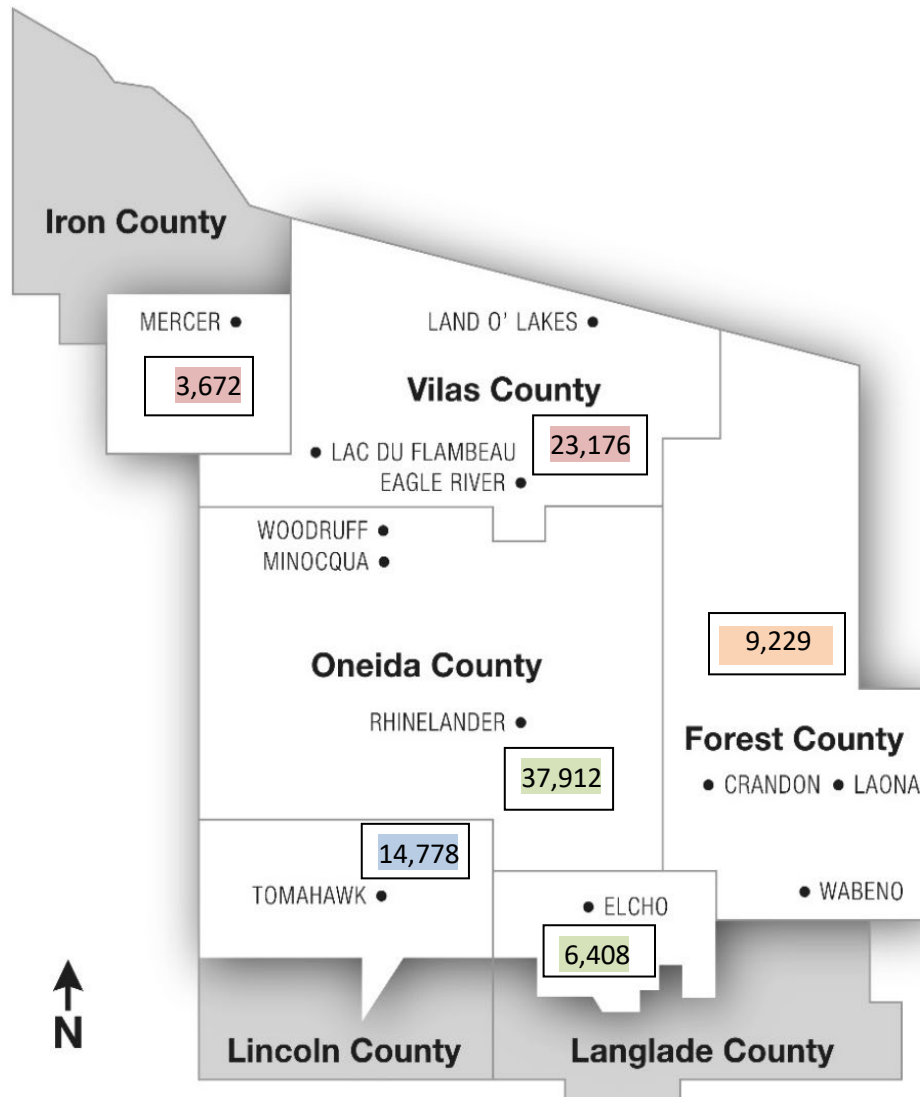 Iron County
MERCER
LAND O' LAKES
3,672
Vilas County
23,176
LAC DU FLAMBEAU
EAGLE RIVER
WOODRUFF
MINOCQUA
9,229
Oneida County
RHINELANDER
Forest County
37,912
CRANDON
LAONA
14,778
TOMAHAWK
ELCHO
WABENO
6,408
N
Lincoln County
Langlade County